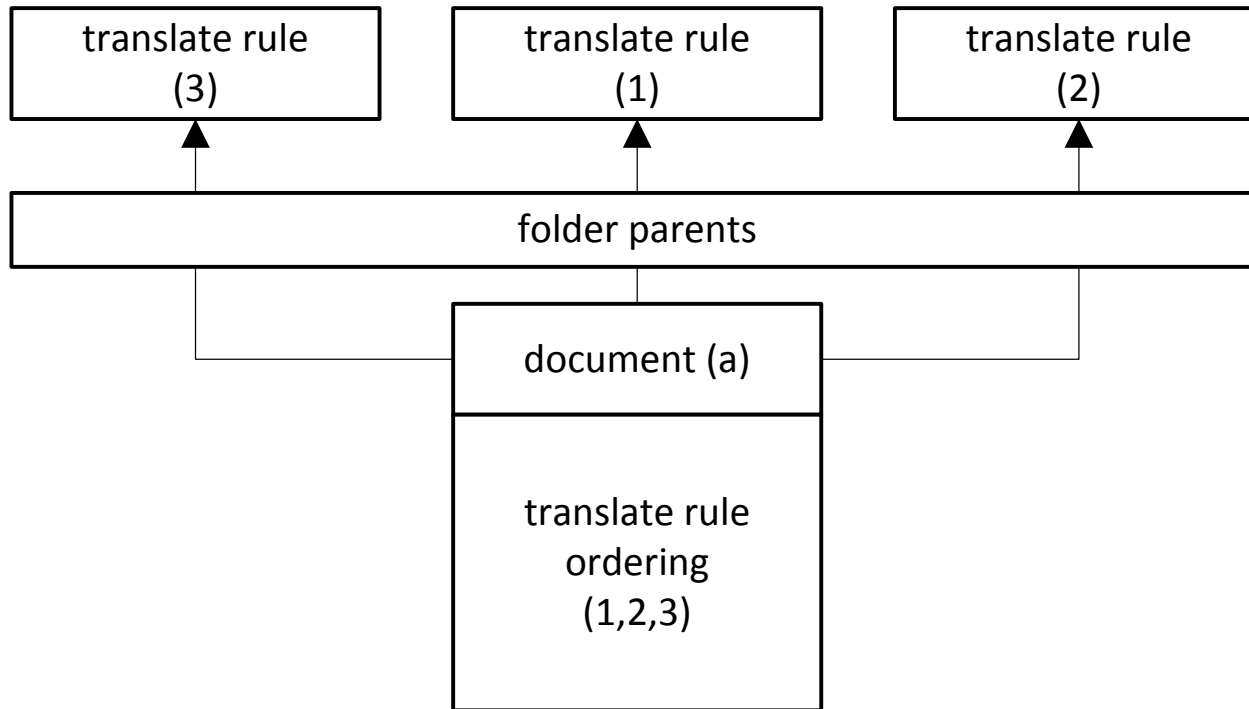 translate rule
(3)
translate rule
(1)
translate rule
(2)
folder parents
document (a)
translate rule
ordering
(1,2,3)